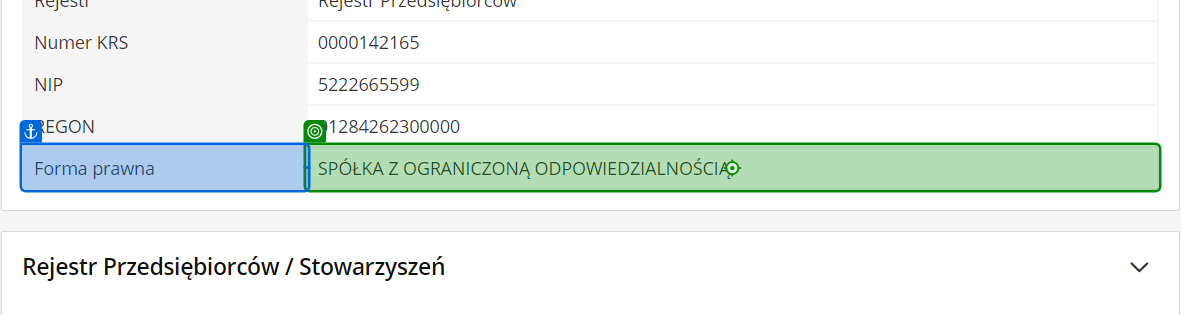 Rejestr Rejestr Przedsiębiorców
Numer KRS 0000142165
NIP 5222665599
REGON 01284262300000
Forma prawna SPÓŁKA Z OGRANICZONĄ ODPOWIEDZIALNOŚCIĄ
Rejestr Przedsiębiorców / Stowarzyszeń